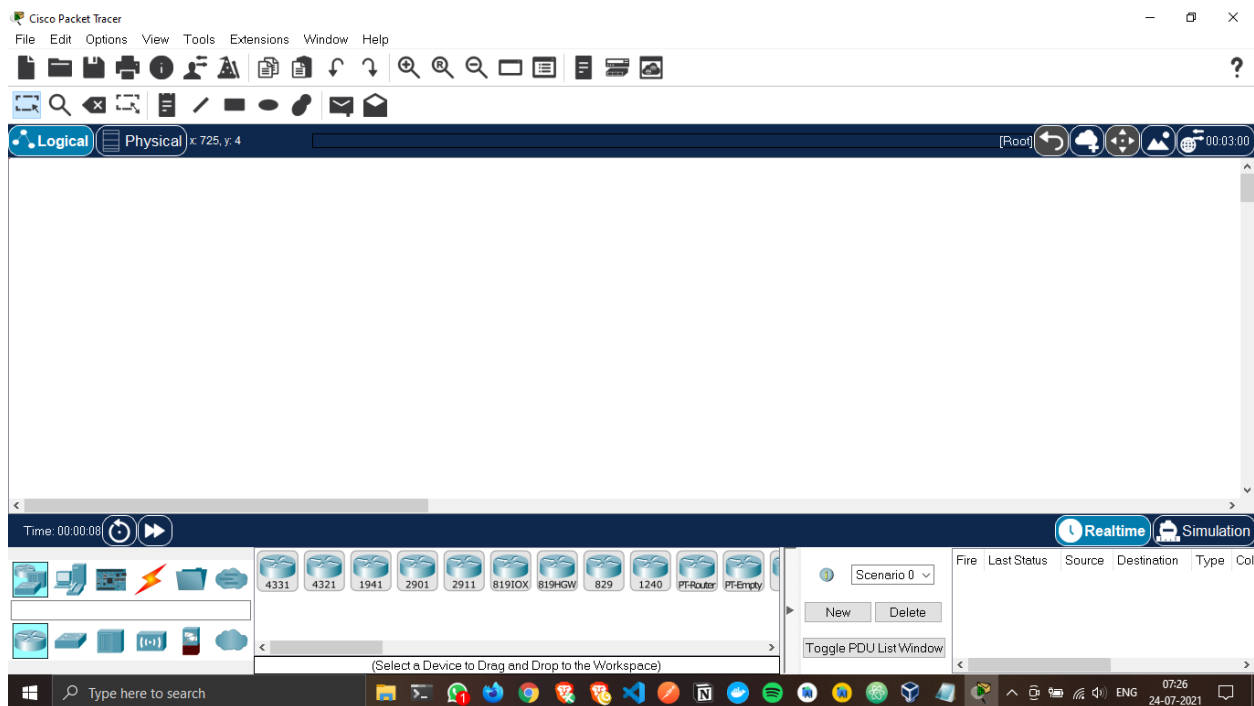 Cisco Packet Tracer
File Edit Options View Tools Extensions Window Help
?
Logical Physical x: 725, y: 4 [Root] 00:03:00
Time: 00:00:08 Realtime Simulation
4331 4321 1941 2901 2911 819IOX 819HGW 829 1240 PT-Router PT-Empty
Scenario 0
Fire Last Status Source Destination Type Col
New Delete
Toggle PDU List Window
(Select a Device to Drag and Drop to the Workspace)
Type here to search
ENG
07:26
24-07-2021